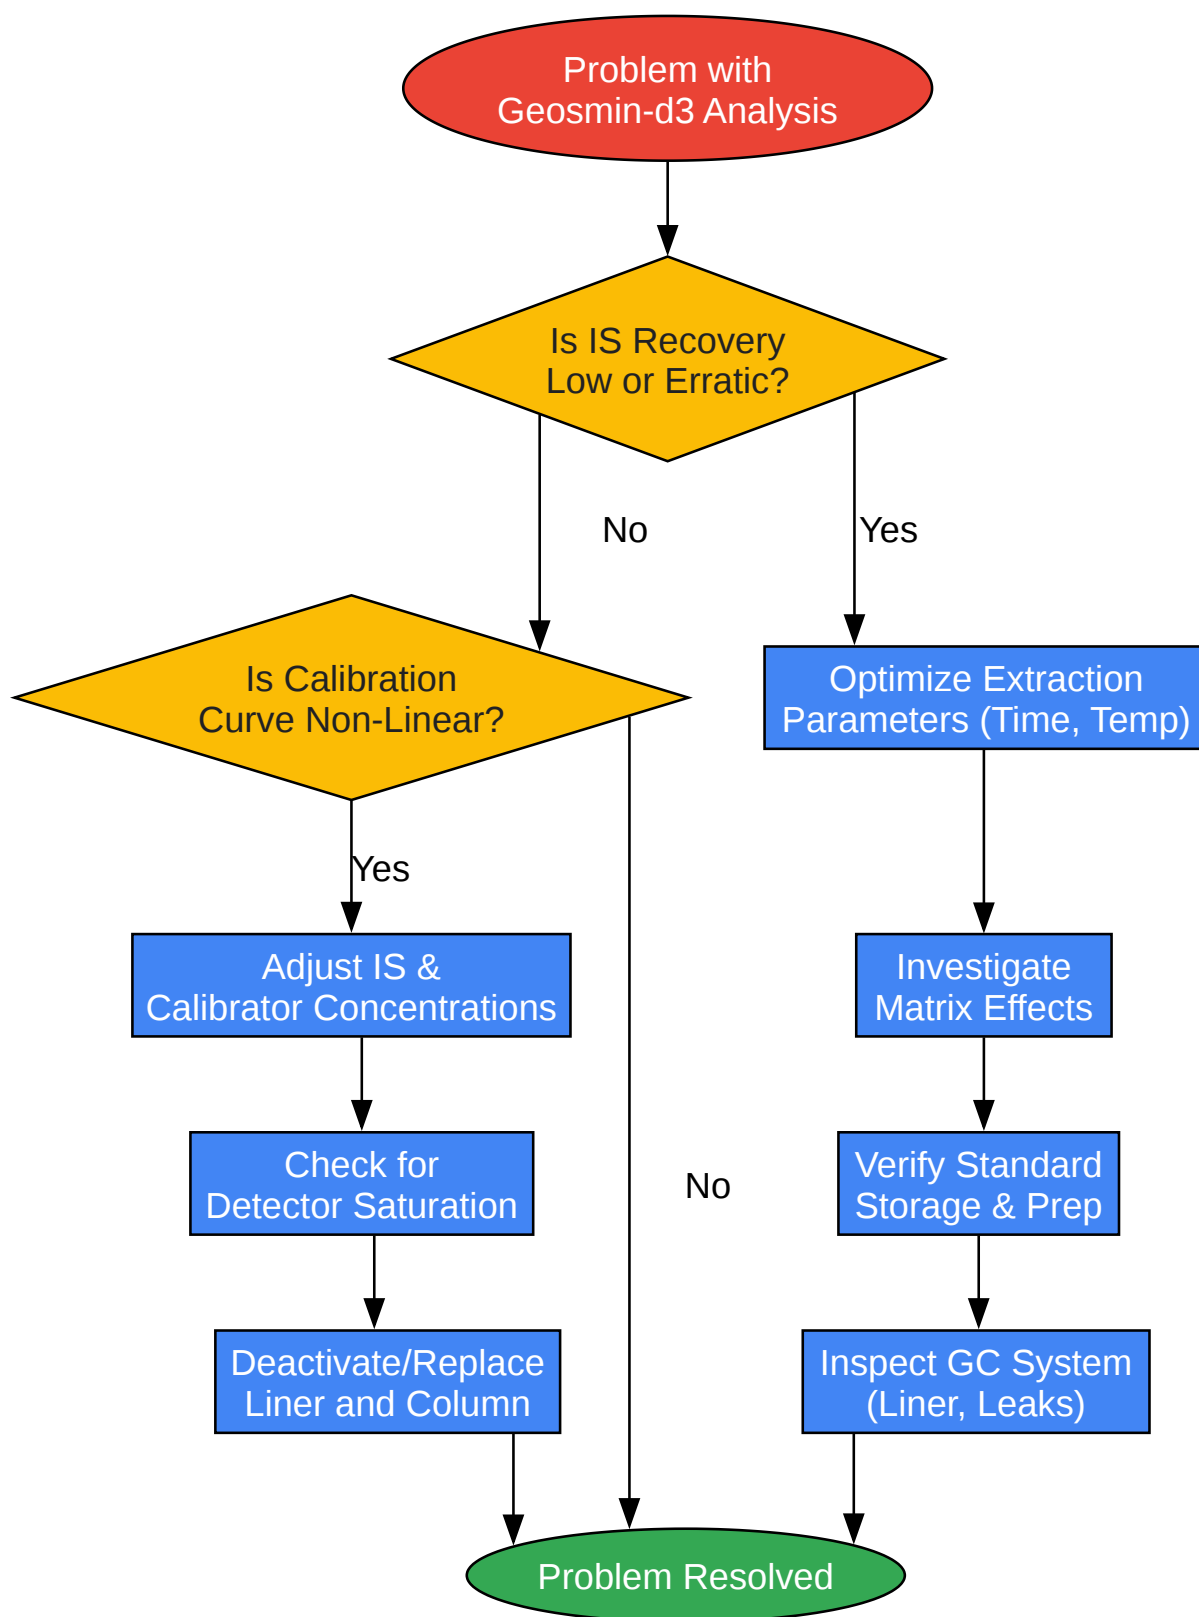 Problem with
Geosmin-d3 Analysis
Is IS Recovery
Low or Erratic?
No
Yes
Is Calibration
Curve Non-Linear?
Optimize Extraction
Parameters (Time, Temp)
Yes
Adjust IS &
Calibrator Concentrations
Investigate
Matrix Effects
Check for
Detector Saturation
No
Verify Standard
Storage & Prep
Deactivate/Replace
Liner and Column
Inspect GC System
(Liner, Leaks)
Problem Resolved